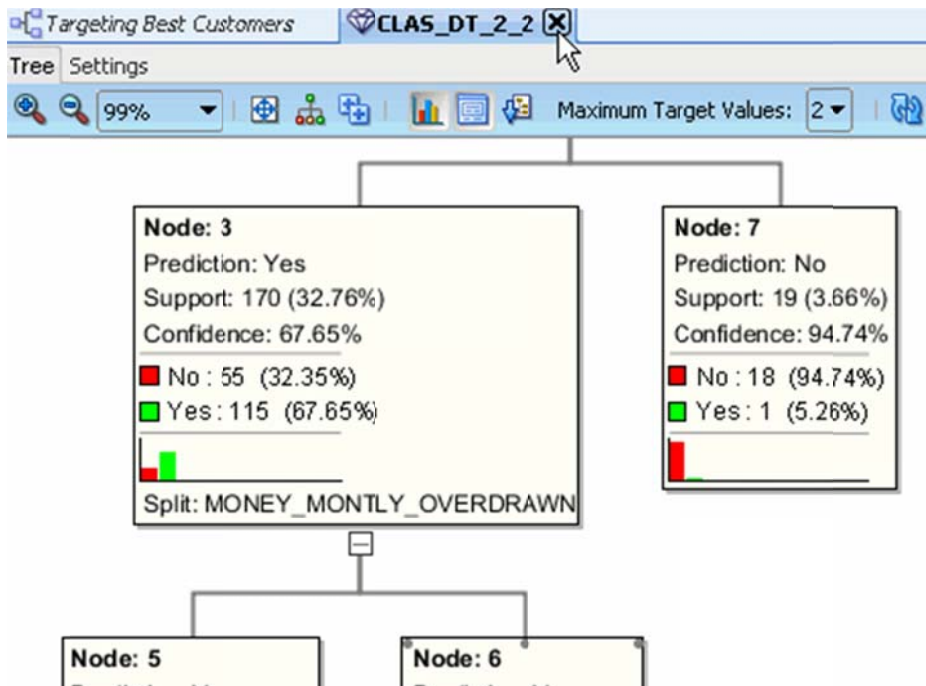 Targeting Best Customers
CLAS_DT_2_2
Tree Settings
99%
Maximum Target Values: 2
Node: 3
Prediction: Yes
Support: 170 (32.76%)
Confidence: 67.65%
No : 55 (32.35%)
Yes : 115 (67.65%)
Split: MONEY_MONTLY_OVERDRAWN
Node: 7
Prediction: No
Support: 19 (3.66%)
Confidence: 94.74%
No : 18 (94.74%)
Yes : 1 (5.26%)
Node: 5
Node: 6